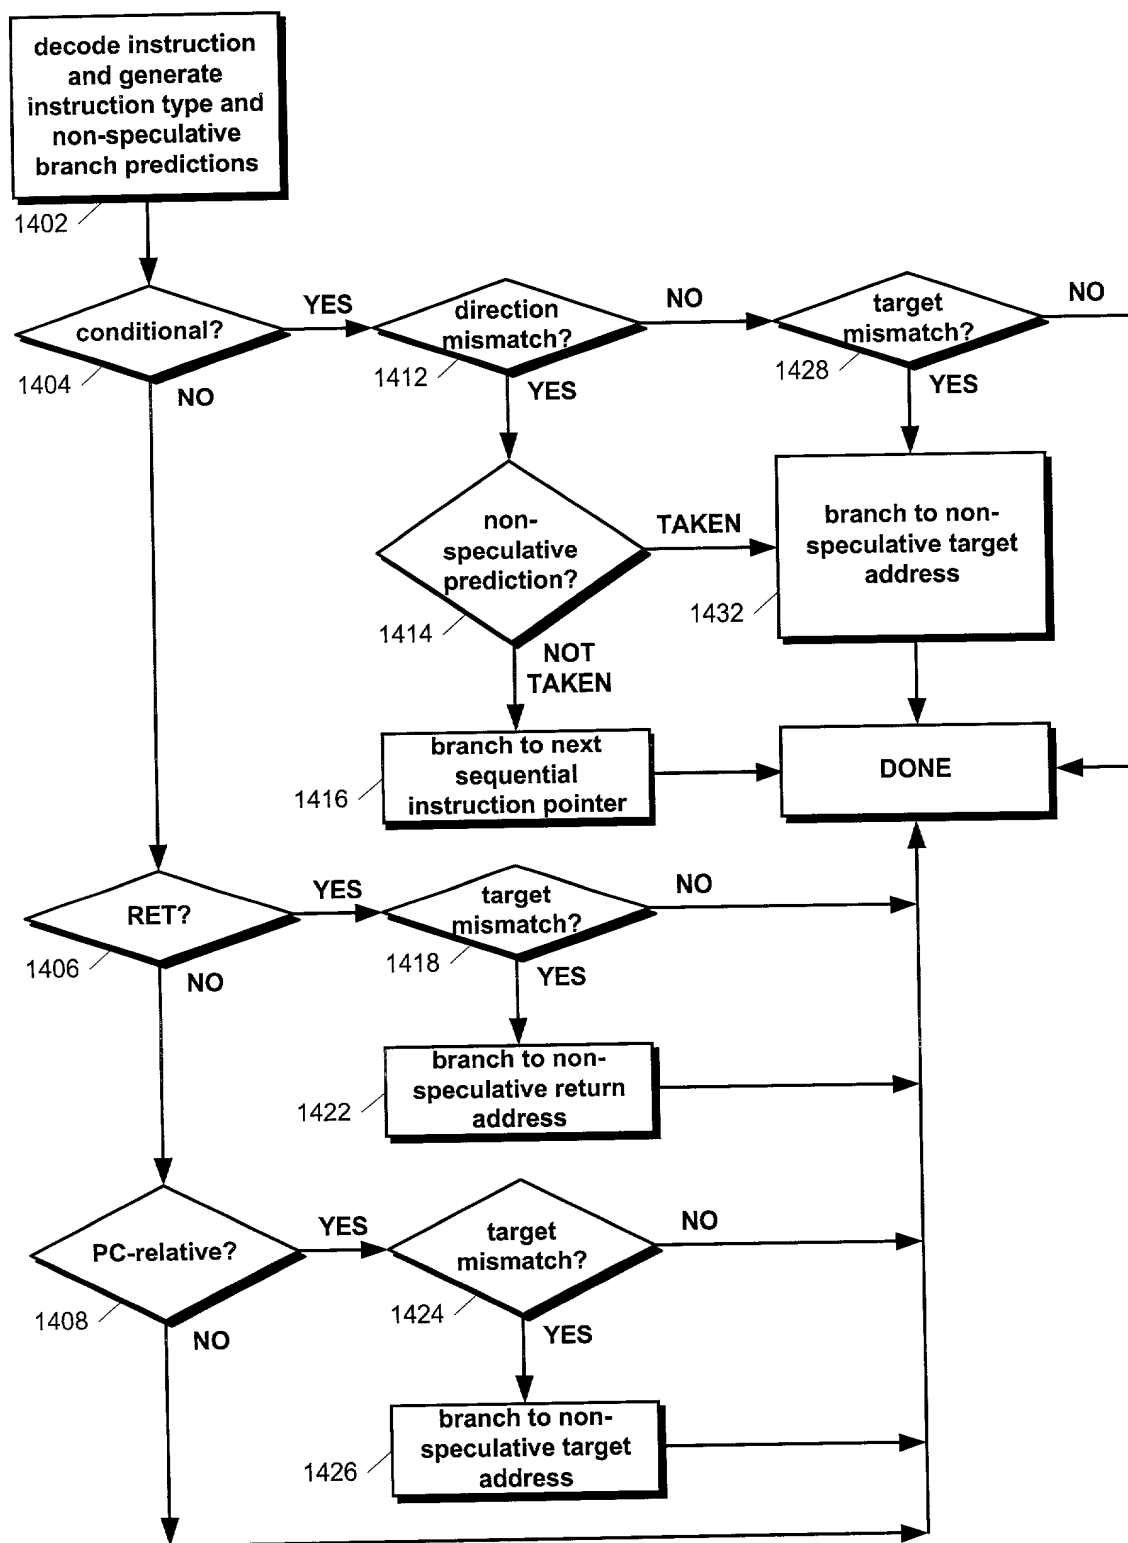 decode instruction
and generate
instruction type and
non-speculative
branch predictions
1402
conditional?
1404
YES
NO
direction
mismatch?
1412
NO
YES
target
mismatch?
1428
NO
YES
non-
speculative
prediction?
1414
TAKEN
NOT
TAKEN
branch to non-
speculative target
address
1432
branch to next
sequential
instruction pointer
1416
DONE
RET?
1406
YES
NO
target
mismatch?
1418
NO
YES
branch to non-
speculative return
address
1422
PC-relative?
1408
YES
NO
target
mismatch?
1424
NO
YES
branch to non-
speculative target
address
1426